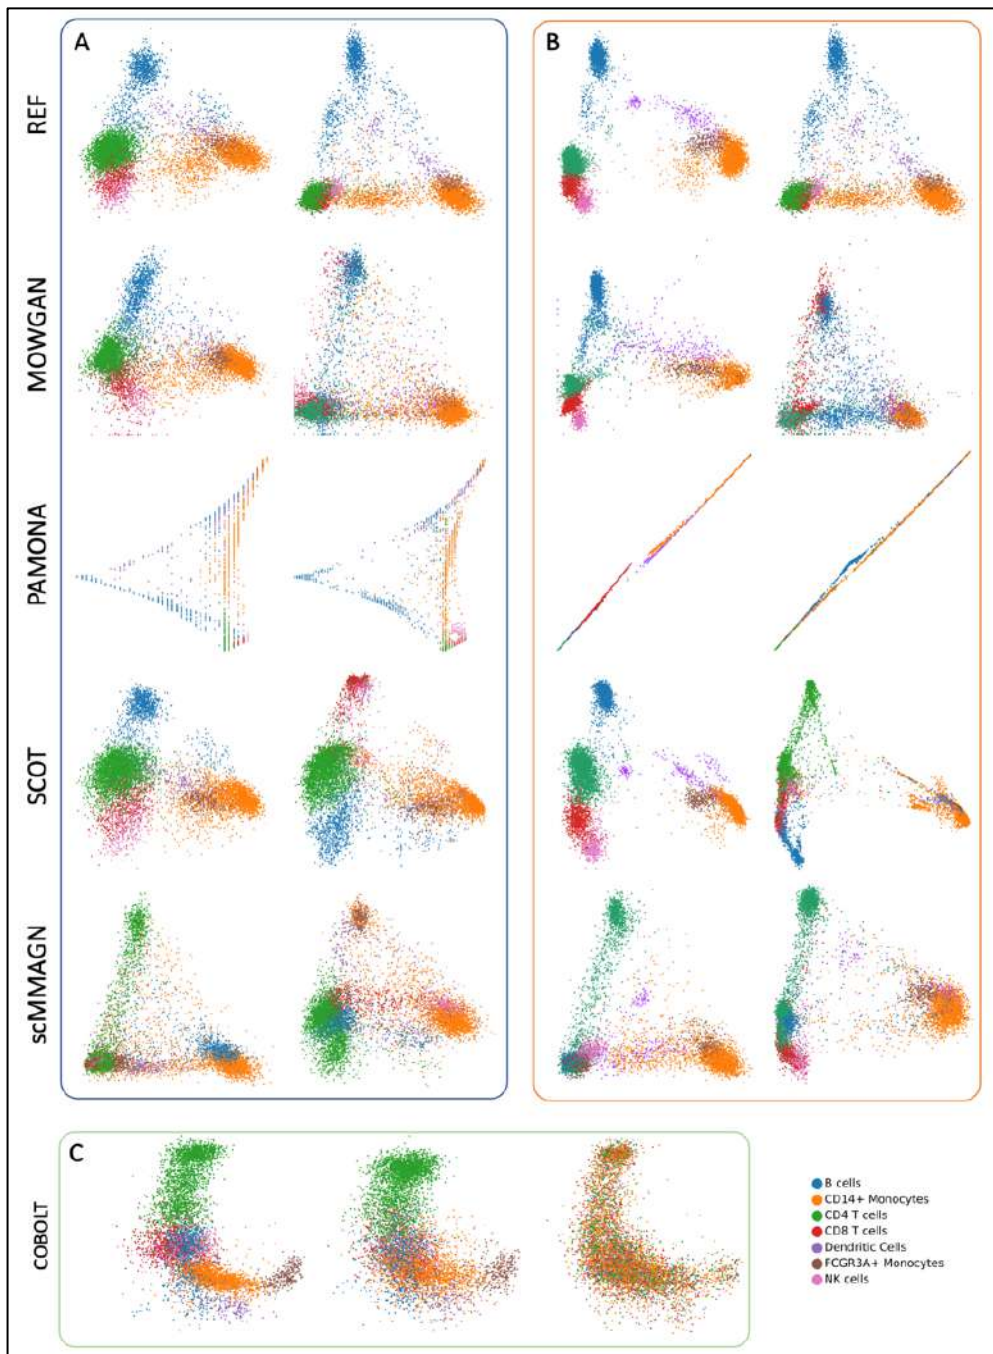 A
B
REF
MOWGAN
PAMONA
SCOT
scMMAGN
C
COBOLT
B cells
CD14+ Monocytes
CD4 T cells
CD8 T cells
Dendritic Cells
FCGR3A+ Monocytes
NK cells